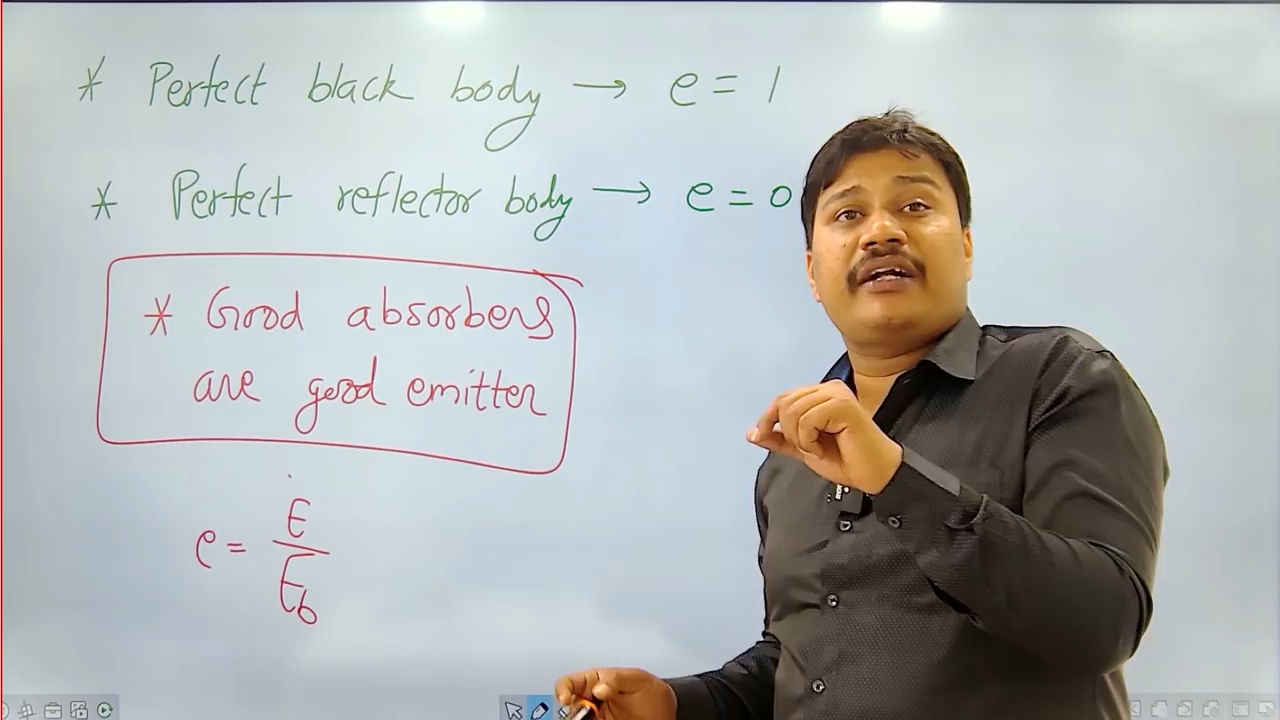 * Perfect black body → e = 1
* Perfect reflector body → e = 0
* Good absorbers
are good emitter
e = E / Eb